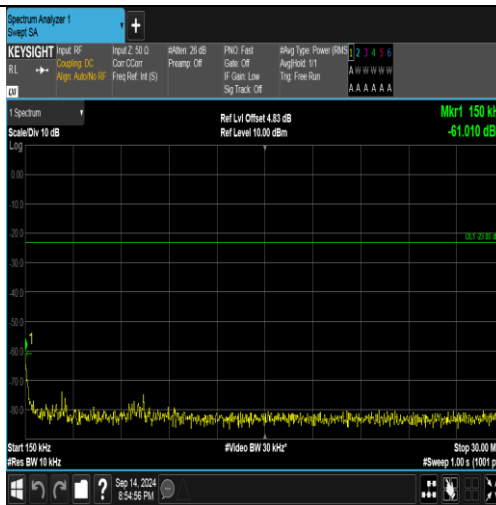 Spectrum Analyzer 1
Swept SA
+
KEYSIGHT Input: RF Input Z: 50 Ω #Atten: 26 dB PNO: Fast #Avg Type: Power (RMS 1 2 3 4 5 6
RL Coupling: DC Corr CCorr Preamp: Off Gate: Off Avg|Hold: 1/1 A W W W W W
Align: Auto/No RF Freq Ref: Int (S) IF Gain: Low Trig: Free Run
LXI Sig Track: Off A A A A A A
1 Spectrum Ref Lvl Offset 4.83 dB Mkr1 150 kH
Scale/Div 10 dB Ref Level 10.00 dBm -61.010 dB
Log
0.00
-10.0
-20.0
DL1 -23.00 d
-30.0
-40.0
-50.0
1
-60.0
-70.0
-80.0
Start 150 kHz #Video BW 30 kHz* Stop 30.00 M
#Res BW 10 kHz #Sweep 1.00 s (1001 p
? Sep 14, 2024
8:54:56 PM